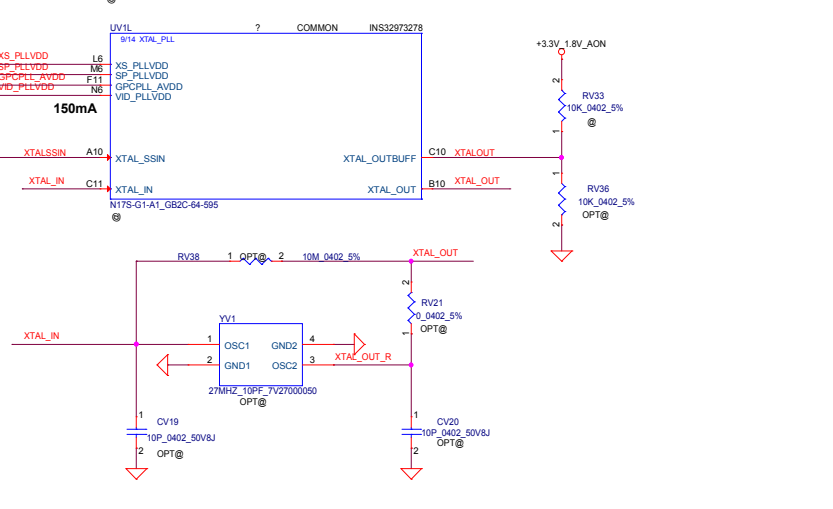 @
UV1L ? COMMON INS32973278
9/14 XTAL_PLL
+3.3V_1.8V_AON
XS_PLLVDD L6 XS_PLLVDD
SP_PLLVDD M6 SP_PLLVDD
GPCPLL_AVDD F11 GPCPLL_AVDD
VID_PLLVDD N6 VID_PLLVDD
150mA
2
RV33
10K_0402_5%
@
1
XTALSSIN A10 XTAL_SSIN XTAL_OUTBUFF C10 XTALOUT
XTAL_IN C11 XTAL_IN XTAL_OUT B10 XTAL_OUT
1
RV36
10K_0402_5%
OPT@
2
N17S-G1-A1_GB2C-64-595
@
RV38 1 OPT@ 2 10M_0402_5% XTAL_OUT
2
RV21
0_0402_5%
OPT@
1
YV1
XTAL_IN 1 OSC1 GND2 4
2 GND1 OSC2 3 XTAL_OUT_R
27MHZ_10PF_7V27000050
OPT@
1 CV19
10P_0402_50V8J
2 OPT@
1 CV20
10P_0402_50V8J
OPT@
2